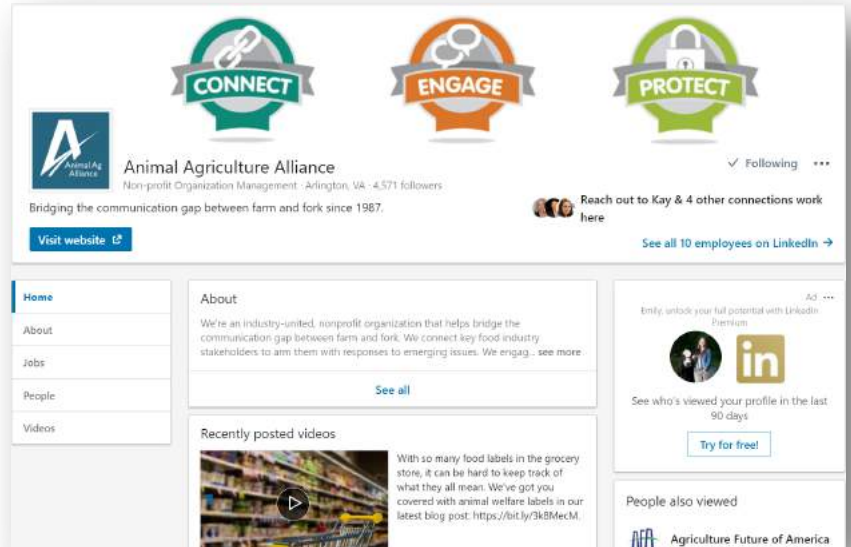 CONNECT
ENGAGE
PROTECT
Animal Ag
Alliance
Animal Agriculture Alliance
Non-profit Organization Management · Arlington, VA · 4,571 followers
Bridging the communication gap between farm and fork since 1987.
Visit website
✓ Following •••
Reach out to Kay & 4 other connections work
here
See all 10 employees on LinkedIn →
Home
About
Jobs
People
Videos
About
We're an industry-united, nonprofit organization that helps bridge the
communication gap between farm and fork. We connect key food industry
stakeholders to arm them with responses to emerging issues. We engag... see more
See all
Recently posted videos
With so many food labels in the grocery
store, it can be hard to keep track of
what they all mean. We've got you
covered with animal welfare labels in our
latest blog post: https://bit.ly/3k8MecM.
Ad •••
Emily, unlock your full potential with LinkedIn
Premium
in
See who's viewed your profile in the last
90 days
Try for free!
People also viewed
AFA
Agriculture Future of America